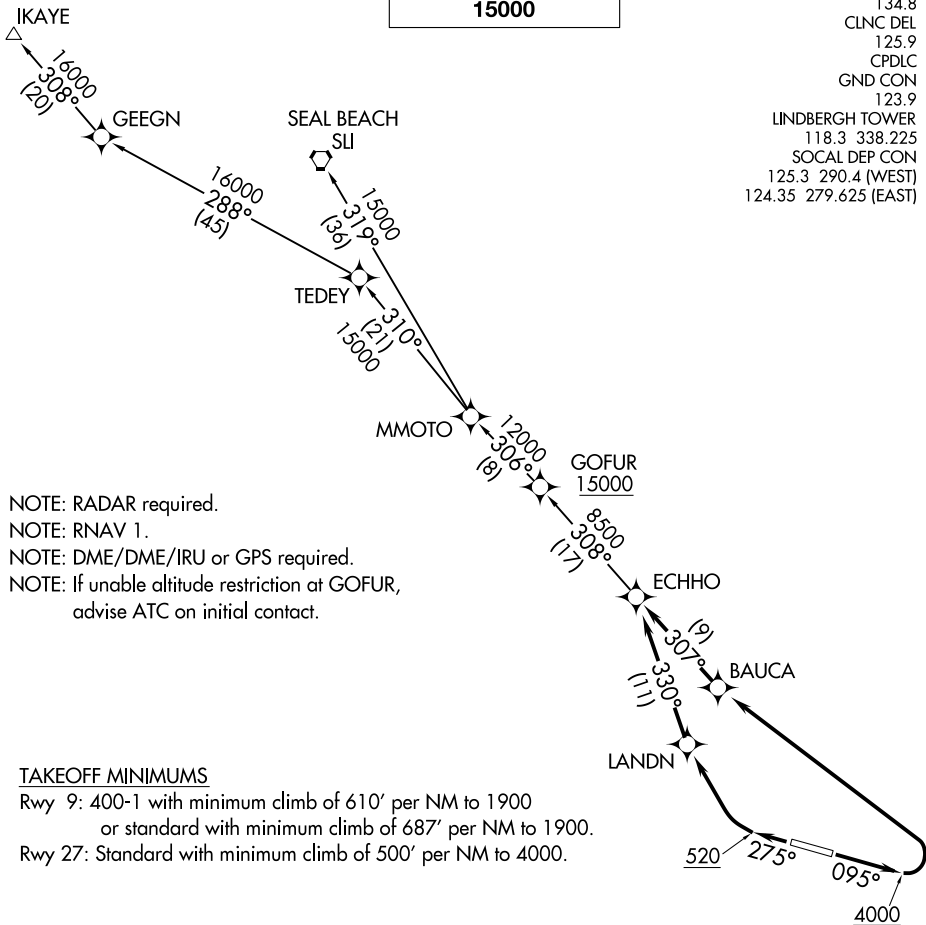 IKAYE
15000
134.8
CLNC DEL
125.9
CPDLC
GND CON
123.9
LINDBERGH TOWER
118.3 338.225
SOCAL DEP CON
125.3 290.4 (WEST)
124.35 279.625 (EAST)
16000
308°
(20)
GEEGN
SEAL BEACH
SLI
16000
288°
(45)
15000
319°
(36)
TEDEY
310°
(21)
15000
MMOTO
12000
306°
(8)
GOFUR
15000
8500
308°
(17)
NOTE: RADAR required.
NOTE: RNAV 1.
NOTE: DME/DME/IRU or GPS required.
NOTE: If unable altitude restriction at GOFUR,
advise ATC on initial contact.
ECHHO
(9)
307°
BAUCA
330°
(11)
LANDN
TAKEOFF MINIMUMS
Rwy 9: 400-1 with minimum climb of 610' per NM to 1900
or standard with minimum climb of 687' per NM to 1900.
Rwy 27: Standard with minimum climb of 500' per NM to 4000.
520
275°
095°
4000